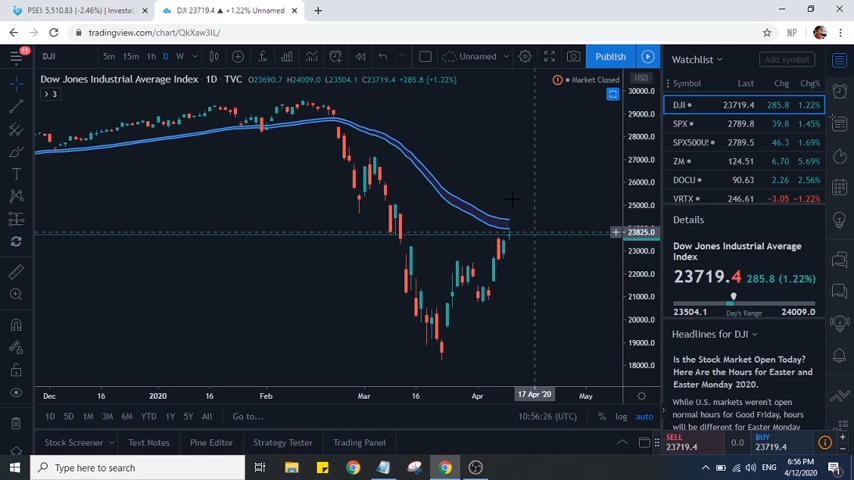 PSEI: 5,510.83 (-2.46%) | InvestaC
DJI 23719.4 ▲ +1.22% Unnamed
tradingview.com/chart/QkXaw3IL/
NP
11
DJI
5m 15m 1h D W
Unnamed
Publish
Dow Jones Industrial Average Index · 1D · TVC O23690.7 H24009.0 L23504.1 C23719.4 +285.8 (+1.22%)
3
Market Closed
USD
30000.0
29000.0
28000.0
27000.0
26000.0
25000.0
23825.0
23000.0
22000.0
21000.0
20000.0
19000.0
18000.0
Dec 16 2020 16 Feb Mar 16 Apr 17 Apr '20 May
1D 5D 1M 3M 6M YTD 1Y 5Y All Go to...
10:56:26 (UTC) % log auto
Stock Screener Text Notes Pine Editor Strategy Tester Trading Panel
Watchlist
Add symbol
Symbol Last Chg Chg%
DJI 23719.4 285.8 1.22%
SPX 2789.8 39.8 1.45%
SPX500U 2789.5 46.3 1.69%
ZM 124.51 6.70 5.69%
DOCU 90.63 2.26 2.56%
VRTX 246.61 -3.05 -1.22%
Details
Dow Jones Industrial Average
Index
23719.4 285.8 (1.22%)
23504.1 Day's Range 24009.0
Headlines for DJI
Is the Stock Market Open Today?
Here Are the Hours for Easter and
Easter Monday 2020.
While U.S. markets weren't open
normal hours for Good Friday, hours
will be different for Easter Monday
SELL
23719.4
0.0
BUY
23719.4
Type here to search
ENG
6:56 PM
4/12/2020